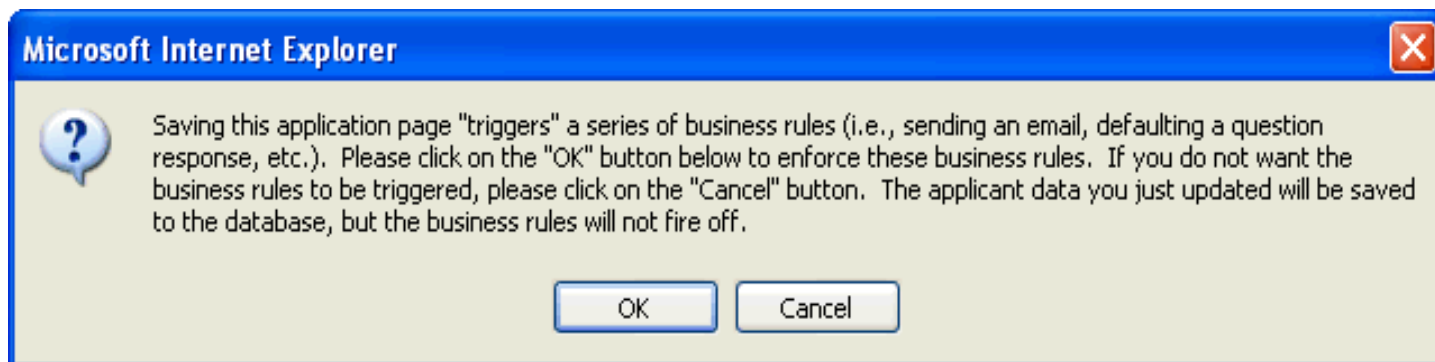 Microsoft Internet Explorer
Saving this application page "triggers" a series of business rules (i.e., sending an email, defaulting a question
response, etc.).  Please click on the "OK" button below to enforce these business rules.  If you do not want the
business rules to be triggered, please click on the "Cancel" button.  The applicant data you just updated will be saved
to the database, but the business rules will not fire off.
OK
Cancel